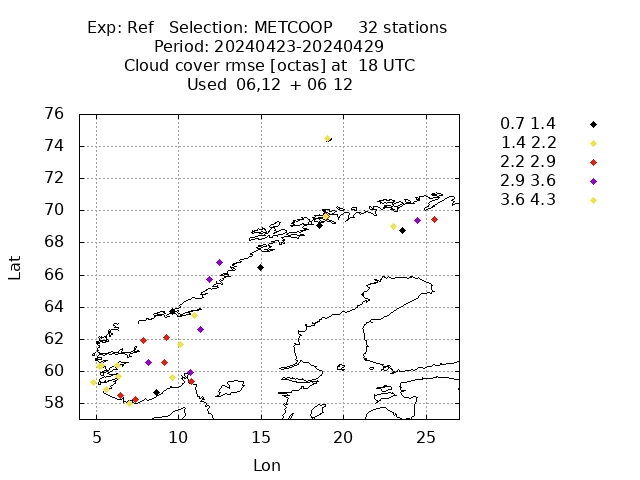 Exp: Ref   Selection: METCOOP     32 stations
Period: 20240423-20240429
Cloud cover rmse [octas] at  18 UTC
Used  06,12  + 06 12
0.7 1.4
1.4 2.2
2.2 2.9
2.9 3.6
3.6 4.3
76
74
72
70
68
66
64
62
60
58
Lat
5 10 15 20 25
Lon